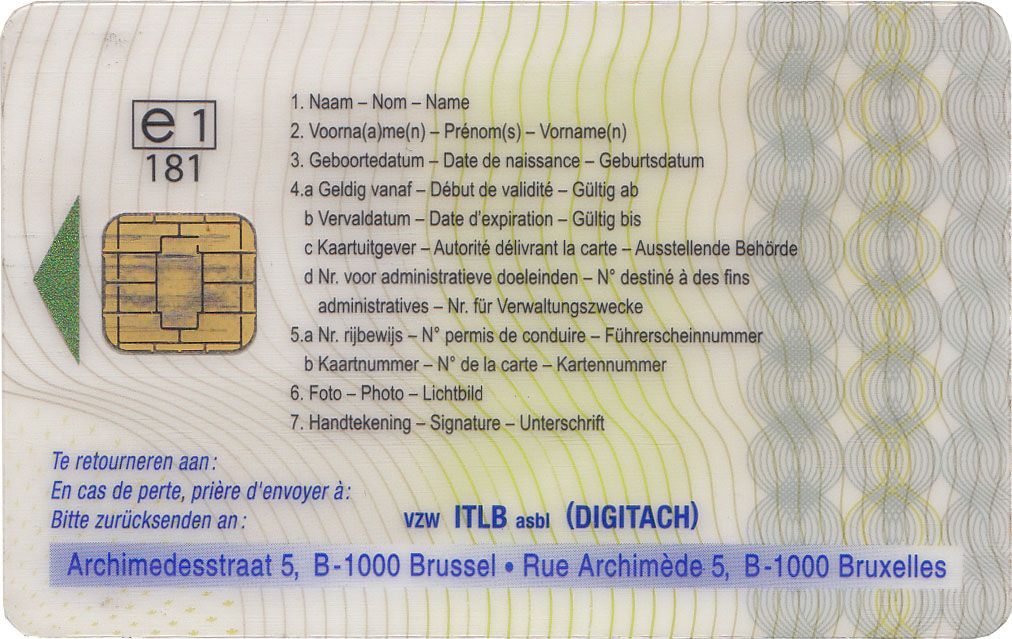 e1
181
1. Naam – Nom – Name
2. Voorna(a)me(n) – Prénom(s) – Vorname(n)
3. Geboortedatum – Date de naissance – Geburtsdatum
4.a Geldig vanaf – Début de validité – Gültig ab
b Vervaldatum – Date d'expiration – Gültig bis
c Kaartuitgever – Autorité délivrant la carte – Ausstellende Behörde
d Nr. voor administratieve doeleinden – N° destiné à des fins
administratives – Nr. für Verwaltungszwecke
5.a Nr. rijbewijs – N° permis de conduire – Führerscheinnummer
b Kaartnummer – N° de la carte – Kartennummer
6. Foto – Photo – Lichtbild
7. Handtekening – Signature – Unterschrift
Te retourneren aan :
En cas de perte, prière d'envoyer à :
Bitte zurücksenden an :
vzw ITLB asbl (DIGITACH)
Archimedesstraat 5, B-1000 Brussel • Rue Archimède 5, B-1000 Bruxelles